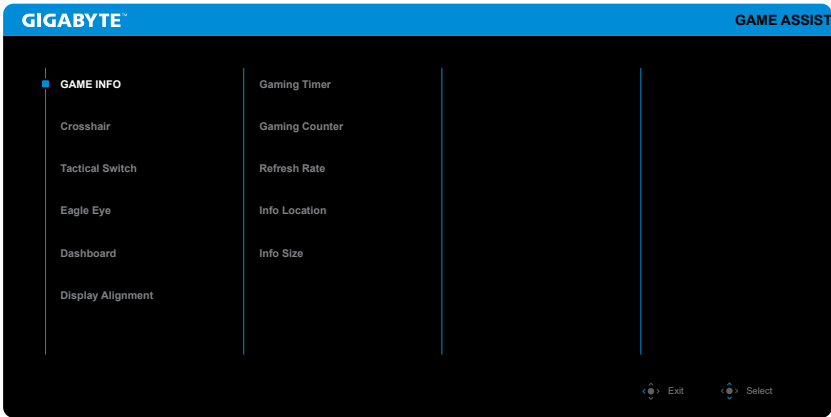 GIGABYTE™
GAME ASSIST
GAME INFO
Crosshair
Tactical Switch
Eagle Eye
Dashboard
Display Alignment
Gaming Timer
Gaming Counter
Refresh Rate
Info Location
Info Size
Exit
Select